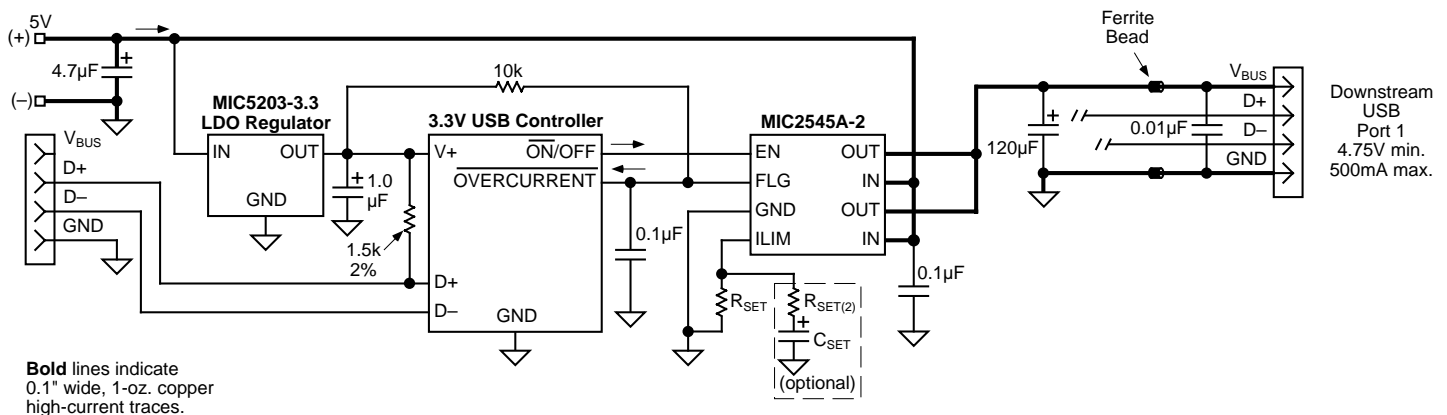 5V
(+)
4.7µF
(–)
10k
Ferrite
Bead
MIC5203-3.3
LDO Regulator
3.3V USB Controller
MIC2545A-2
VBUS
D+
D–
GND
IN
OUT
GND
1.0
µF
1.5k
2%
V+
ON/OFF
OVERCURRENT
D+
D–
GND
0.1µF
EN
FLG
GND
ILIM
OUT
IN
OUT
IN
RSET
RSET(2)
CSET
(optional)
0.1µF
120µF
0.01µF
VBUS
D+
D–
GND
Downstream
USB
Port 1
4.75V min.
500mA max.
Bold lines indicate
0.1" wide, 1-oz. copper
high-current traces.